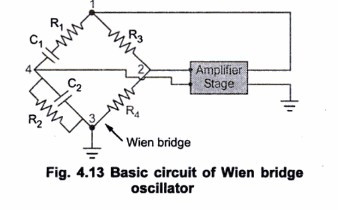 1
R1
R3
C1
4
2
Amplifier
Stage
C2
R2
R4
3
Wien bridge
Fig. 4.13 Basic circuit of Wien bridge
oscillator